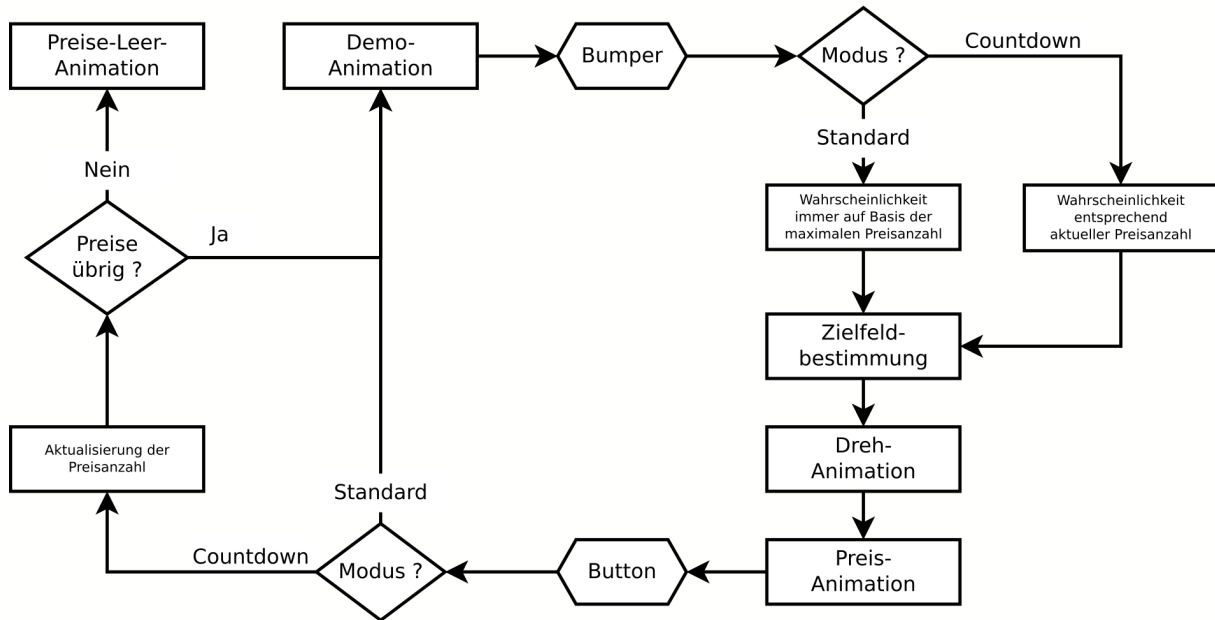 Preise-Leer-
Animation
Demo-
Animation
Bumper
Modus ?
Countdown
Standard
Nein
Wahrscheinlichkeit
immer auf Basis der
maximalen Preisanzahl
Wahrscheinlichkeit
entsprechend
aktueller Preisanzahl
Preise
übrig ?
Ja
Zielfeld-
bestimmung
Aktualisierung der
Preisanzahl
Dreh-
Animation
Standard
Countdown
Modus ?
Button
Preis-
Animation